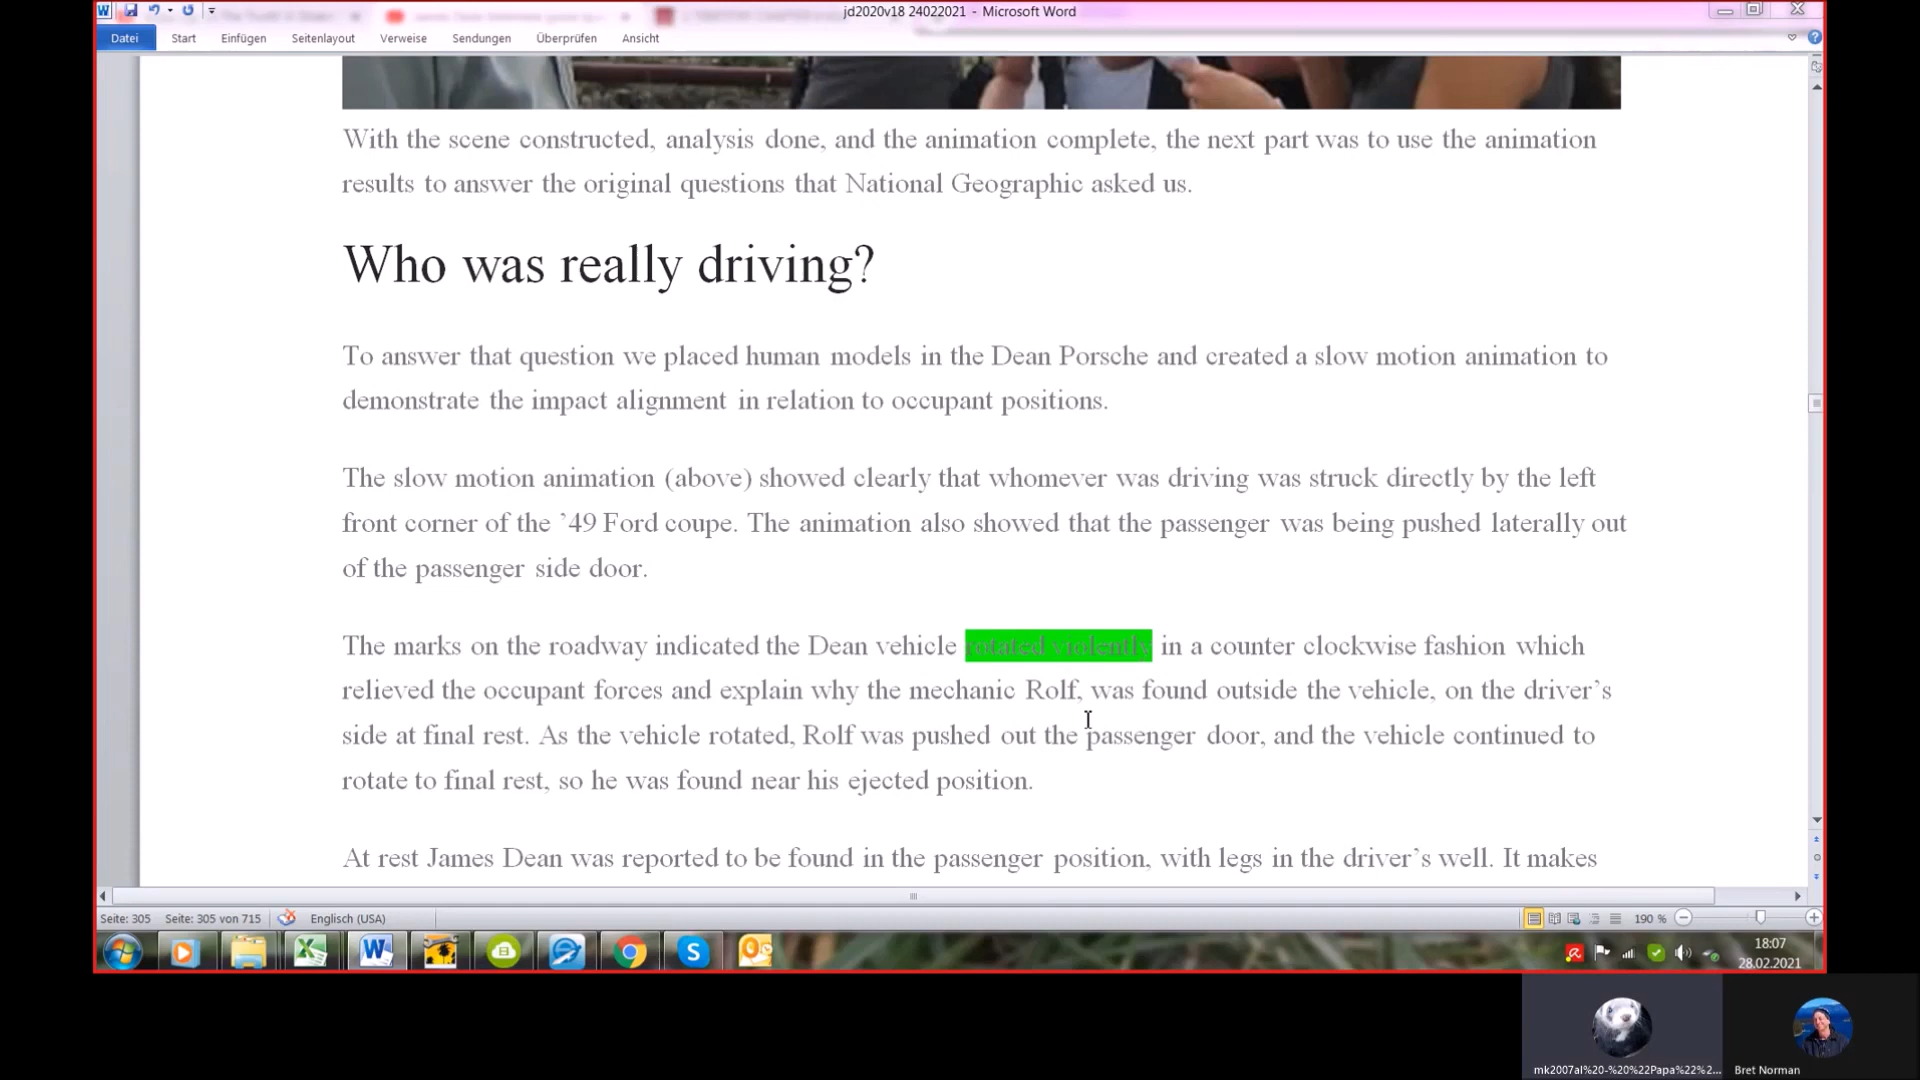 jd2020v18 24022021 - Microsoft Word
Datei Start Einfügen Seitenlayout Verweise Sendungen Überprüfen Ansicht
With the scene constructed, analysis done, and the animation complete, the next part was to use the animation
results to answer the original questions that National Geographic asked us.
Who was really driving?
To answer that question we placed human models in the Dean Porsche and created a slow motion animation to
demonstrate the impact alignment in relation to occupant positions.
The slow motion animation (above) showed clearly that whomever was driving was struck directly by the left
front corner of the ’49 Ford coupe. The animation also showed that the passenger was being pushed laterally out
of the passenger side door.
The marks on the roadway indicated the Dean vehicle rotated violently in a counter clockwise fashion which
relieved the occupant forces and explain why the mechanic Rolf, was found outside the vehicle, on the driver’s
side at final rest. As the vehicle rotated, Rolf was pushed out the passenger door, and the vehicle continued to
rotate to final rest, so he was found near his ejected position.
At rest James Dean was reported to be found in the passenger position, with legs in the driver’s well. It makes
Seite: 305 Seite: 305 von 715 Englisch (USA) 190 %
18:07
28.02.2021
mk2007al%20-%20%22Papa%22%2... Bret Norman